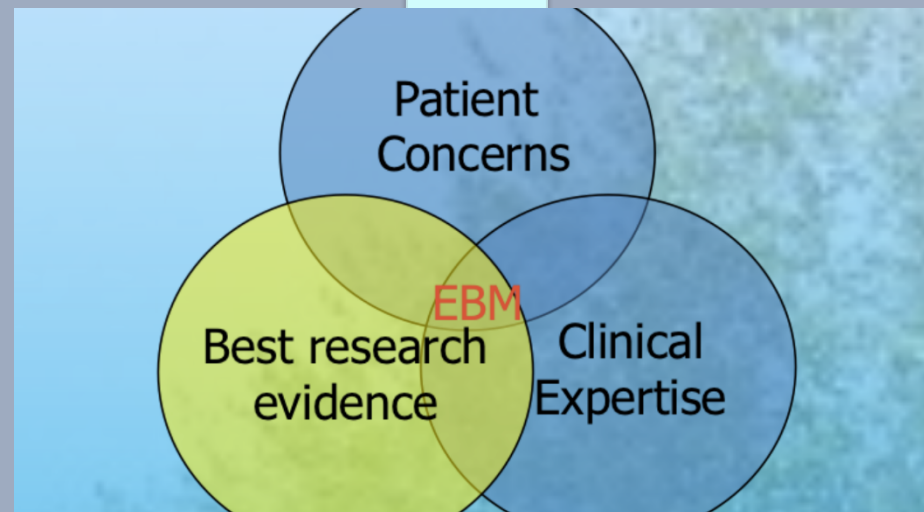 Patient
Concerns
EBM
Best research
evidence
Clinical
Expertise